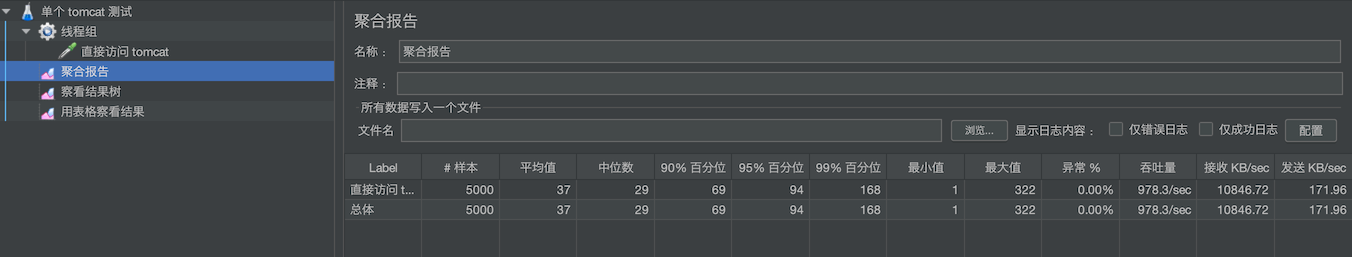 单个 tomcat 测试
线程组
直接访问 tomcat
聚合报告
察看结果树
用表格察看结果
聚合报告
名称： 聚合报告
注释：
所有数据写入一个文件
文件名 浏览... 显示日志内容： 仅错误日志 仅成功日志 配置
Label # 样本 平均值 中位数 90% 百分位 95% 百分位 99% 百分位 最小值 最大值 异常 % 吞吐量 接收 KB/sec 发送 KB/sec
直接访问 t... 5000 37 29 69 94 168 1 322 0.00% 978.3/sec 10846.72 171.96
总体 5000 37 29 69 94 168 1 322 0.00% 978.3/sec 10846.72 171.96